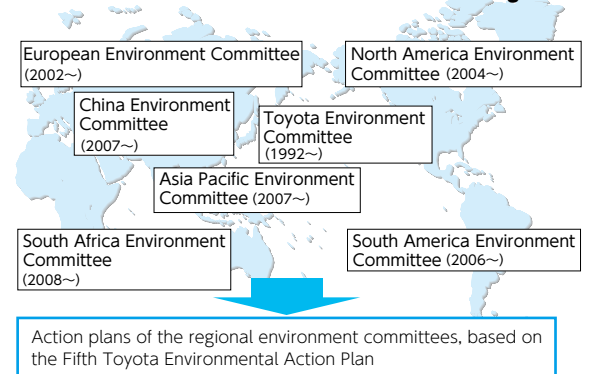 European Environment Committee
(2002～)
North America Environment
Committee (2004～)
China Environment
Committee
(2007～)
Toyota Environment
Committee
(1992～)
Asia Pacific Environment
Committee (2007～)
South Africa Environment
Committee
(2008～)
South America Environment
Committee (2006～)
Action plans of the regional environment committees, based on
the Fifth Toyota Environmental Action Plan